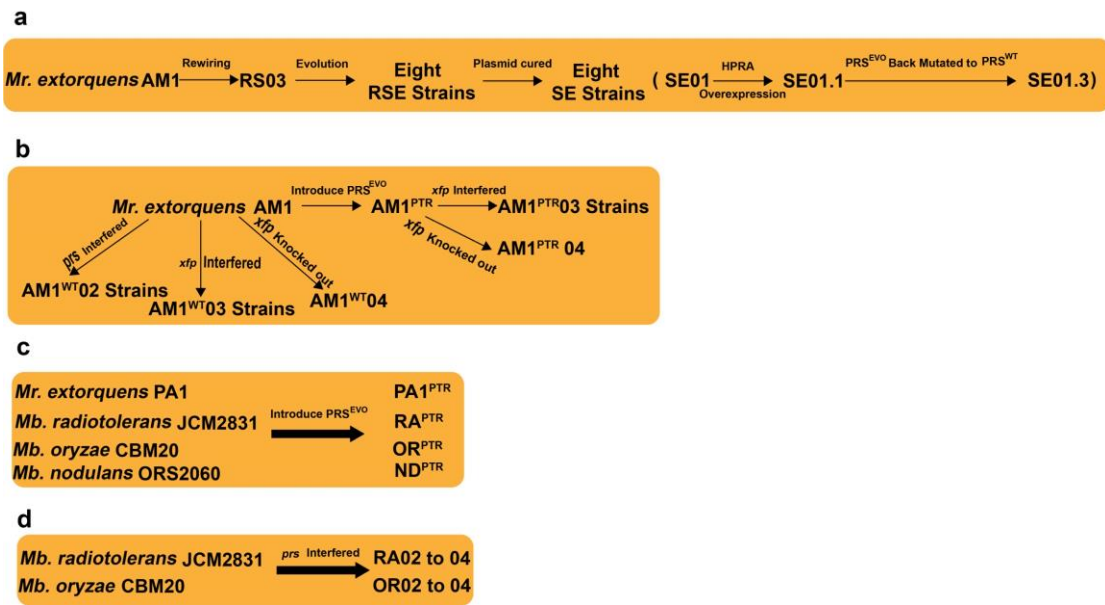 a
Mr. extorquens AM1 Rewiring RS03 Evolution Eight RSE Strains Plasmid cured Eight SE Strains ( SE01 HPRA Overexpression SE01.1 PRS^EVO Back Mutated to PRS^WT SE01.3)
b
Mr. extorquens AM1 Introduce PRS^EVO AM1^PTR xfp Interfered AM1^PTR03 Strains
xfp Knocked out AM1^PTR 04
prs Interfered AM1^WT02 Strains
xfp Interfered AM1^WT03 Strains
xfp Knocked out AM1^WT04
c
Mr. extorquens PA1 PA1^PTR
Mb. radiotolerans JCM2831 Introduce PRS^EVO RA^PTR
Mb. oryzae CBM20 OR^PTR
Mb. nodulans ORS2060 ND^PTR
d
Mb. radiotolerans JCM2831 prs Interfered RA02 to 04
Mb. oryzae CBM20 OR02 to 04